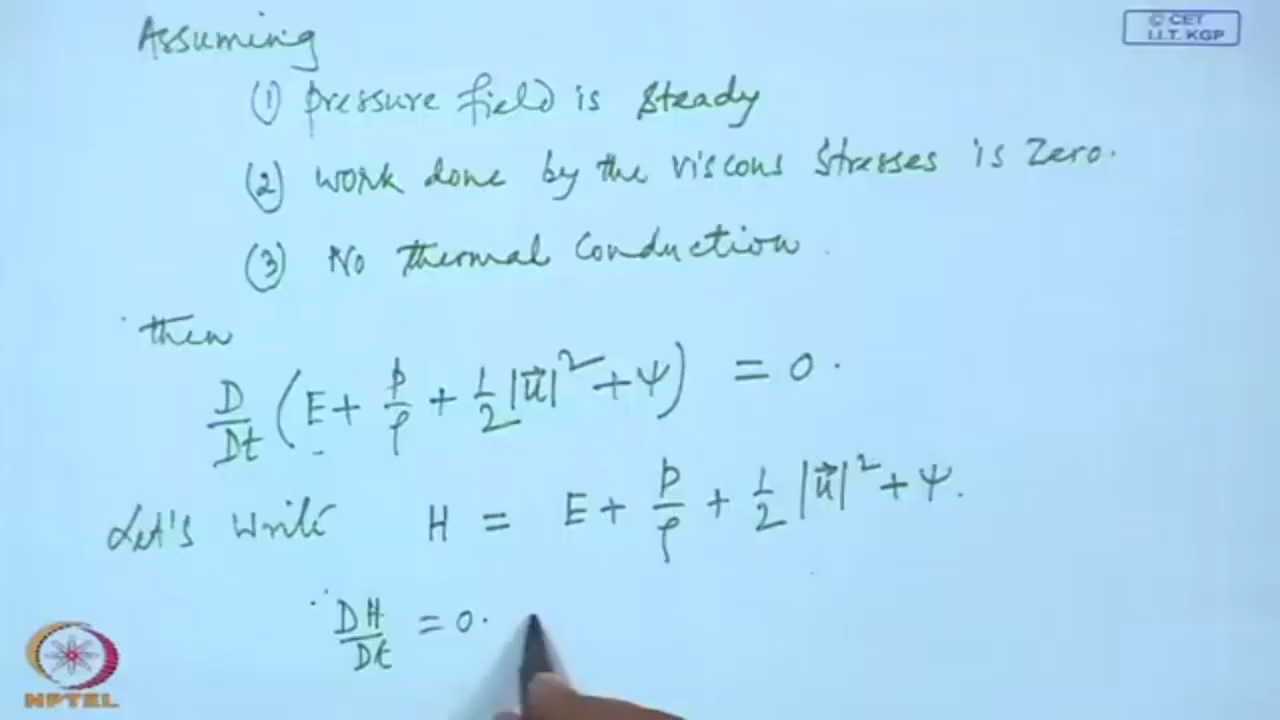 © CET
I.I.T. KGP
Assuming
(1) pressure field is steady
(2) work done by the viscous stresses is zero.
(3) No thermal conduction.
then
D/Dt (E + p/ρ + 1/2 |u⃗|² + Ψ) = 0.
Let's write H = E + p/ρ + 1/2 |u⃗|² + Ψ.
∴ DH/Dt = 0.
NPTEL